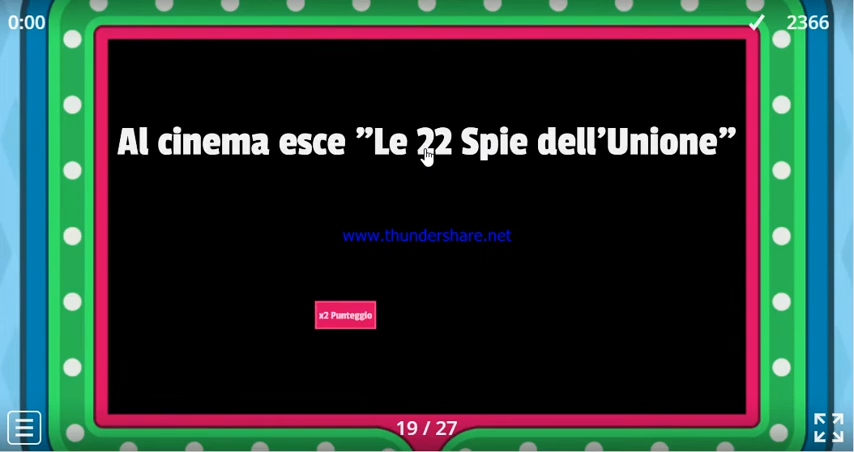 0:00
2366
Al cinema esce ”Le 22 Spie dell’Unione”
www.thundershare.net
x2 Punteggio
19 / 27